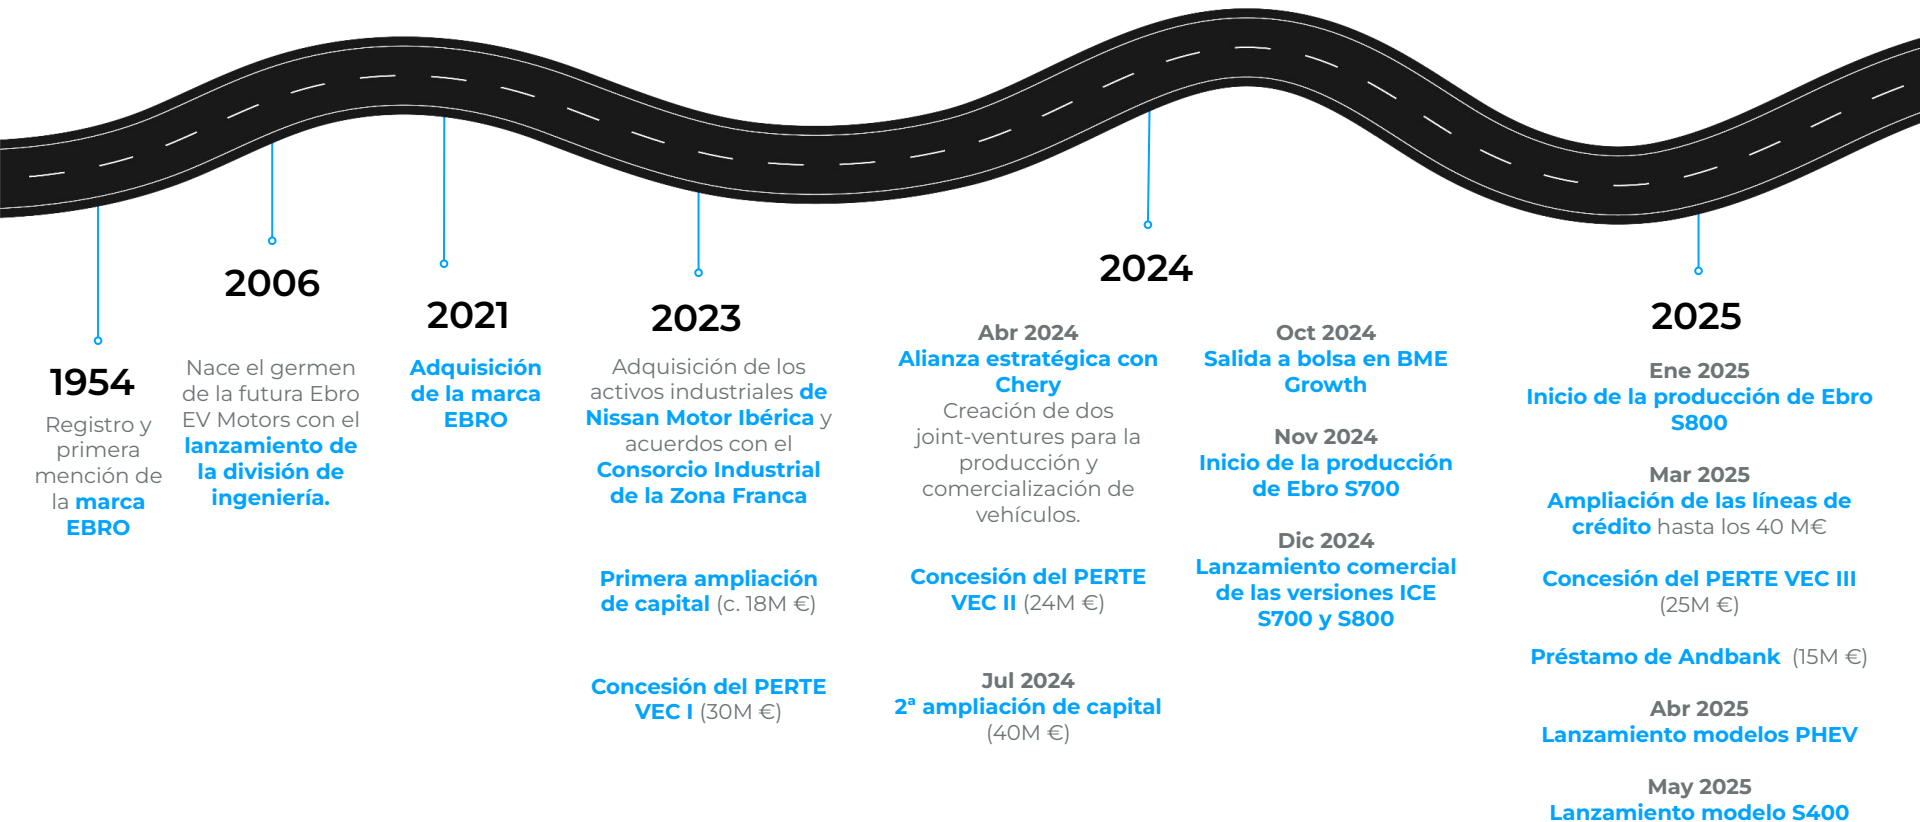 1954
Registro y
primera
mención de
la marca
EBRO
2006
Nace el germen
de la futura Ebro
EV Motors con el
lanzamiento de
la división de
ingeniería.
2021
Adquisición
de la marca
EBRO
2023
Adquisición de los
activos industriales de
Nissan Motor Ibérica y
acuerdos con el
Consorcio Industrial
de la Zona Franca
Primera ampliación
de capital (c. 18M €)
Concesión del PERTE
VEC I (30M €)
2024
Abr 2024
Alianza estratégica con
Chery
Creación de dos
joint-ventures para la
producción y
comercialización de
vehículos.
Concesión del PERTE
VEC II (24M €)
Jul 2024
2ª ampliación de capital
(40M €)
Oct 2024
Salida a bolsa en BME
Growth
Nov 2024
Inicio de la producción
de Ebro S700
Dic 2024
Lanzamiento comercial
de las versiones ICE
S700 y S800
2025
Ene 2025
Inicio de la producción de Ebro
S800
Mar 2025
Ampliación de las líneas de
crédito hasta los 40 M€
Concesión del PERTE VEC III
(25M €)
Préstamo de Andbank (15M €)
Abr 2025
Lanzamiento modelos PHEV
May 2025
Lanzamiento modelo S400